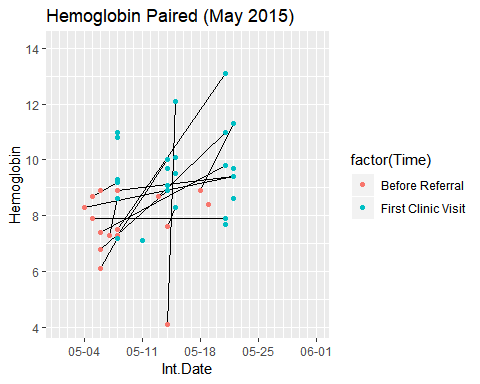 Hemoglobin Paired (May 2015)
14
12
10
8
6
4
Hemoglobin
05-04 05-11 05-18 05-25 06-01
Int.Date
factor(Time)
Before Referral
First Clinic Visit